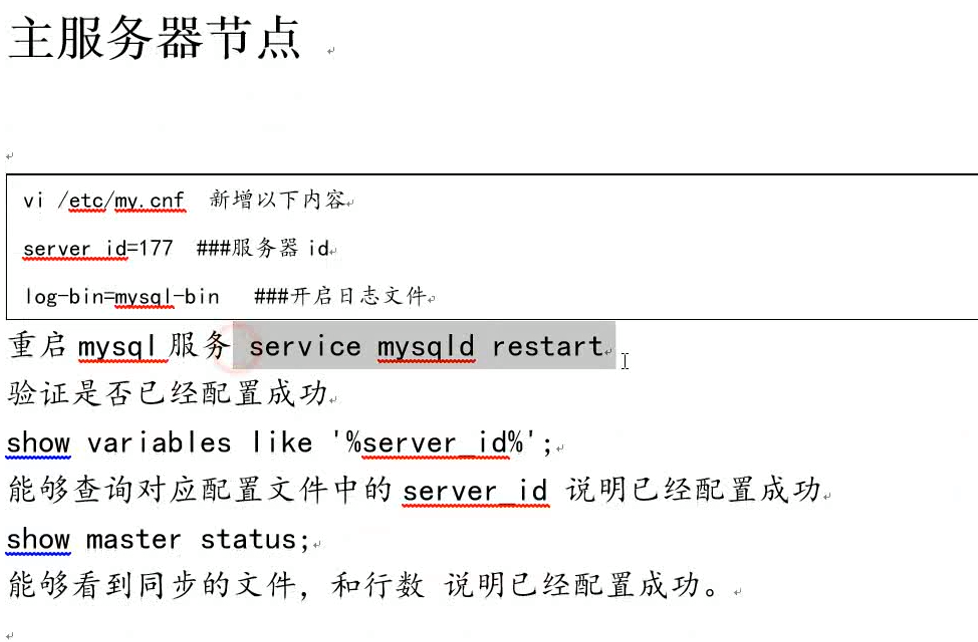 主服务器节点
vi /etc/my.cnf 新增以下内容
server_id=177 ###服务器 id
log-bin=mysql-bin ###开启日志文件
重启 mysql 服务 service mysqld restart
验证是否已经配置成功
show variables like '%server_id%';
能够查询对应配置文件中的 server_id 说明已经配置成功
show master status;
能够看到同步的文件，和行数 说明已经配置成功。